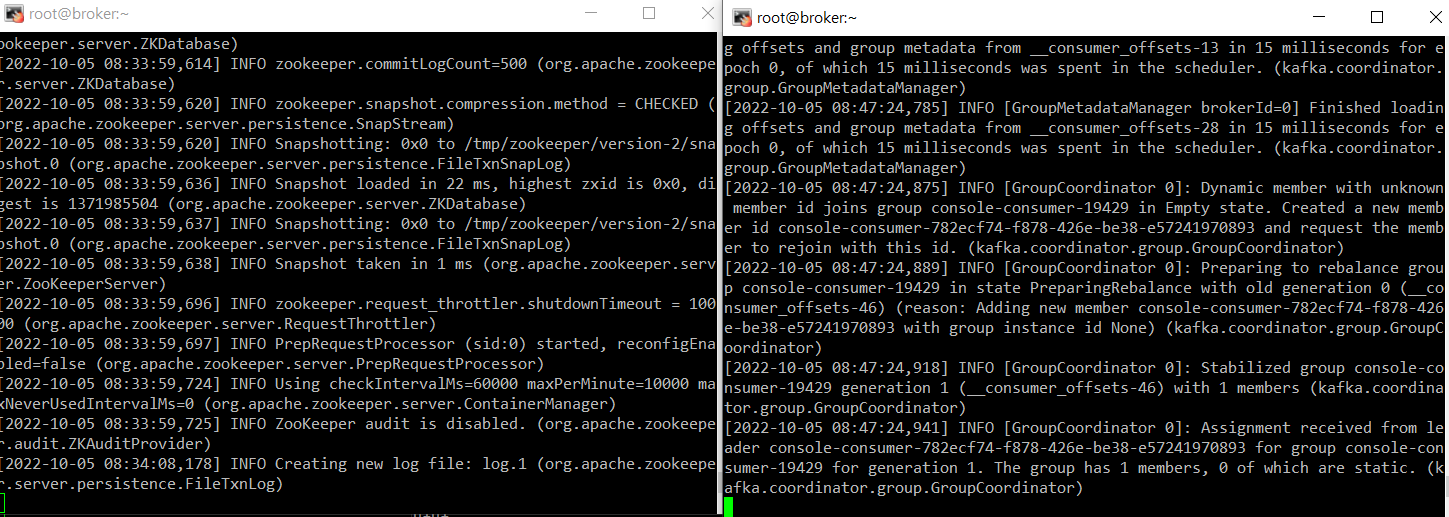 root@broker:~
ookeeper.server.ZKDatabase)
[2022-10-05 08:33:59,614] INFO zookeeper.commitLogCount=500 (org.apache.zookeepe
r.server.ZKDatabase)
[2022-10-05 08:33:59,620] INFO zookeeper.snapshot.compression.method = CHECKED (
org.apache.zookeeper.server.persistence.SnapStream)
[2022-10-05 08:33:59,620] INFO Snapshotting: 0x0 to /tmp/zookeeper/version-2/sna
pshot.0 (org.apache.zookeeper.server.persistence.FileTxnSnapLog)
[2022-10-05 08:33:59,636] INFO Snapshot loaded in 22 ms, highest zxid is 0x0, di
gest is 1371985504 (org.apache.zookeeper.server.ZKDatabase)
[2022-10-05 08:33:59,637] INFO Snapshotting: 0x0 to /tmp/zookeeper/version-2/sna
pshot.0 (org.apache.zookeeper.server.persistence.FileTxnSnapLog)
[2022-10-05 08:33:59,638] INFO Snapshot taken in 1 ms (org.apache.zookeeper.serv
er.ZooKeeperServer)
[2022-10-05 08:33:59,696] INFO zookeeper.request_throttler.shutdownTimeout = 100
00 (org.apache.zookeeper.server.RequestThrottler)
[2022-10-05 08:33:59,697] INFO PrepRequestProcessor (sid:0) started, reconfigEna
bled=false (org.apache.zookeeper.server.PrepRequestProcessor)
[2022-10-05 08:33:59,724] INFO Using checkIntervalMs=60000 maxPerMinute=10000 ma
xNeverUsedIntervalMs=0 (org.apache.zookeeper.server.ContainerManager)
[2022-10-05 08:33:59,725] INFO ZooKeeper audit is disabled. (org.apache.zookeepe
r.audit.ZKAuditProvider)
[2022-10-05 08:34:08,178] INFO Creating new log file: log.1 (org.apache.zookeepe
r.server.persistence.FileTxnLog)
root@broker:~
g offsets and group metadata from __consumer_offsets-13 in 15 milliseconds for e
poch 0, of which 15 milliseconds was spent in the scheduler. (kafka.coordinator.
group.GroupMetadataManager)
[2022-10-05 08:47:24,785] INFO [GroupMetadataManager brokerId=0] Finished loadin
g offsets and group metadata from __consumer_offsets-28 in 15 milliseconds for e
poch 0, of which 15 milliseconds was spent in the scheduler. (kafka.coordinator.
group.GroupMetadataManager)
[2022-10-05 08:47:24,875] INFO [GroupCoordinator 0]: Dynamic member with unknown
 member id joins group console-consumer-19429 in Empty state. Created a new memb
er id console-consumer-782ecf74-f878-426e-be38-e57241970893 and request the memb
er to rejoin with this id. (kafka.coordinator.group.GroupCoordinator)
[2022-10-05 08:47:24,889] INFO [GroupCoordinator 0]: Preparing to rebalance grou
p console-consumer-19429 in state PreparingRebalance with old generation 0 (__co
nsumer_offsets-46) (reason: Adding new member console-consumer-782ecf74-f878-426
e-be38-e57241970893 with group instance id None) (kafka.coordinator.group.GroupC
oordinator)
[2022-10-05 08:47:24,918] INFO [GroupCoordinator 0]: Stabilized group console-co
nsumer-19429 generation 1 (__consumer_offsets-46) with 1 members (kafka.coordina
tor.group.GroupCoordinator)
[2022-10-05 08:47:24,941] INFO [GroupCoordinator 0]: Assignment received from le
ader console-consumer-782ecf74-f878-426e-be38-e57241970893 for group console-con
sumer-19429 for generation 1. The group has 1 members, 0 of which are static. (k
afka.coordinator.group.GroupCoordinator)